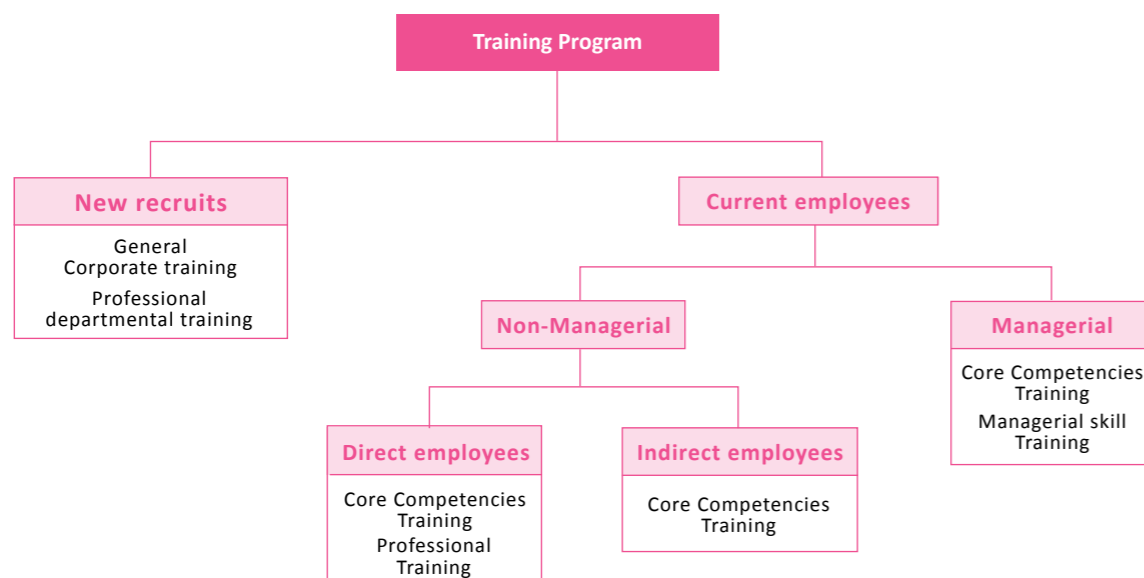 Training Program
New recruits
General
Corporate training
Professional
departmental training
Current employees
Non-Managerial
Direct employees
Core Competencies
Training
Professional
Training
Indirect employees
Core Competencies
Training
Managerial
Core Competencies
Training
Managerial skill
Training